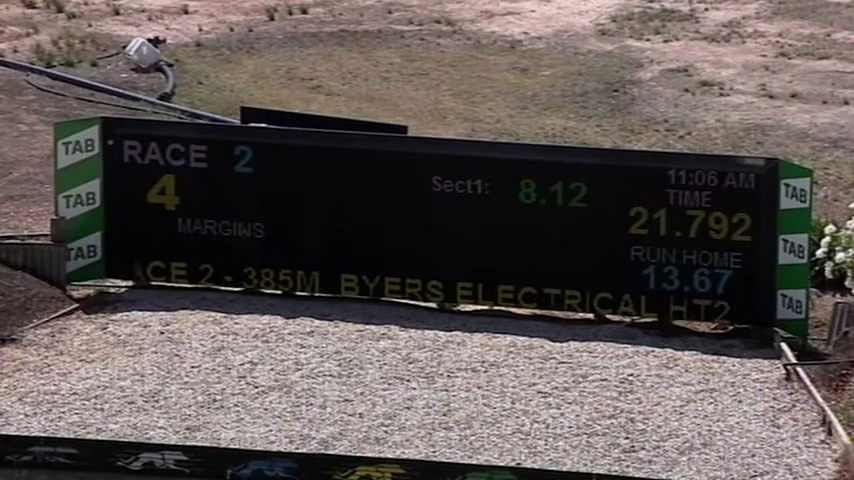 TAB
TAB
TAB
RACE 2
4
MARGINS
Sect1: 8.12
11:06 AM
TIME
21.792
RUN HOME
13.67
ACE 2 - 385M BYERS ELECTRICAL HT2
TAB
TAB
TAB